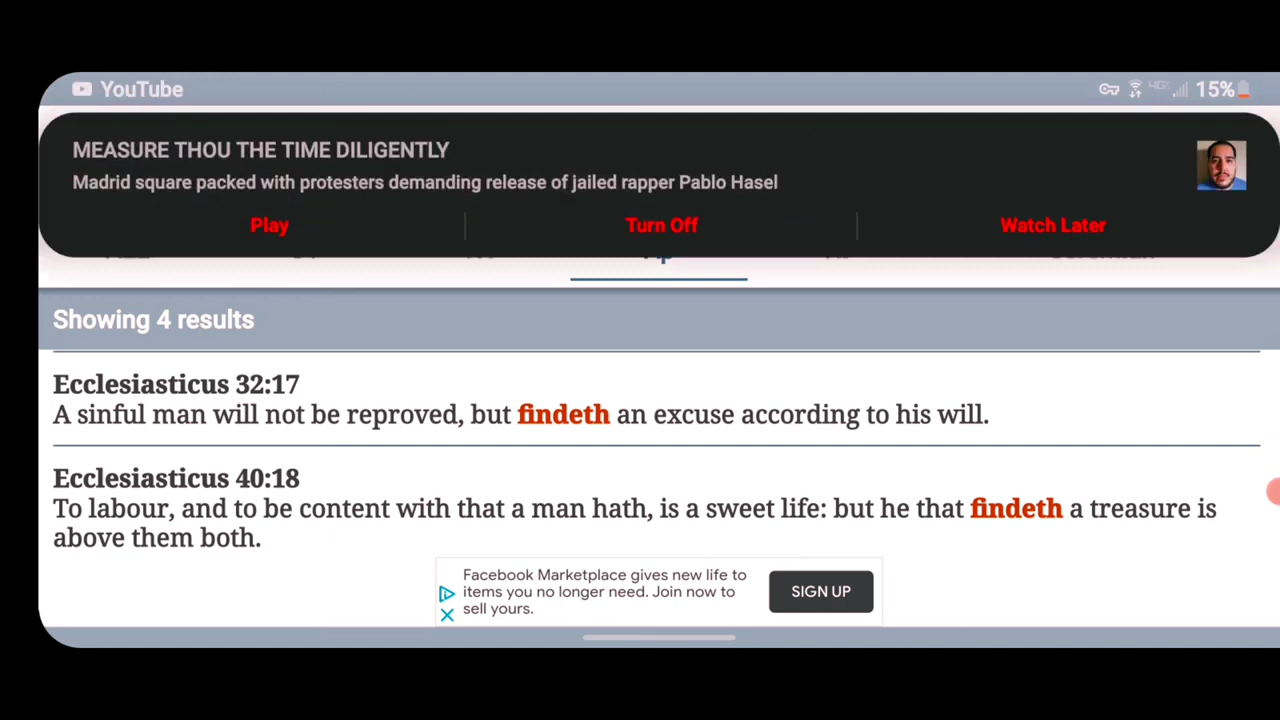 YouTube 15%
MEASURE THOU THE TIME DILIGENTLY
Madrid square packed with protesters demanding release of jailed rapper Pablo Hasel
Play Turn Off Watch Later
Showing 4 results
Ecclesiasticus 32:17
A sinful man will not be reproved, but findeth an excuse according to his will.
Ecclesiasticus 40:18
To labour, and to be content with that a man hath, is a sweet life: but he that findeth a treasure is
above them both.
Facebook Marketplace gives new life to
items you no longer need. Join now to
sell yours.
SIGN UP